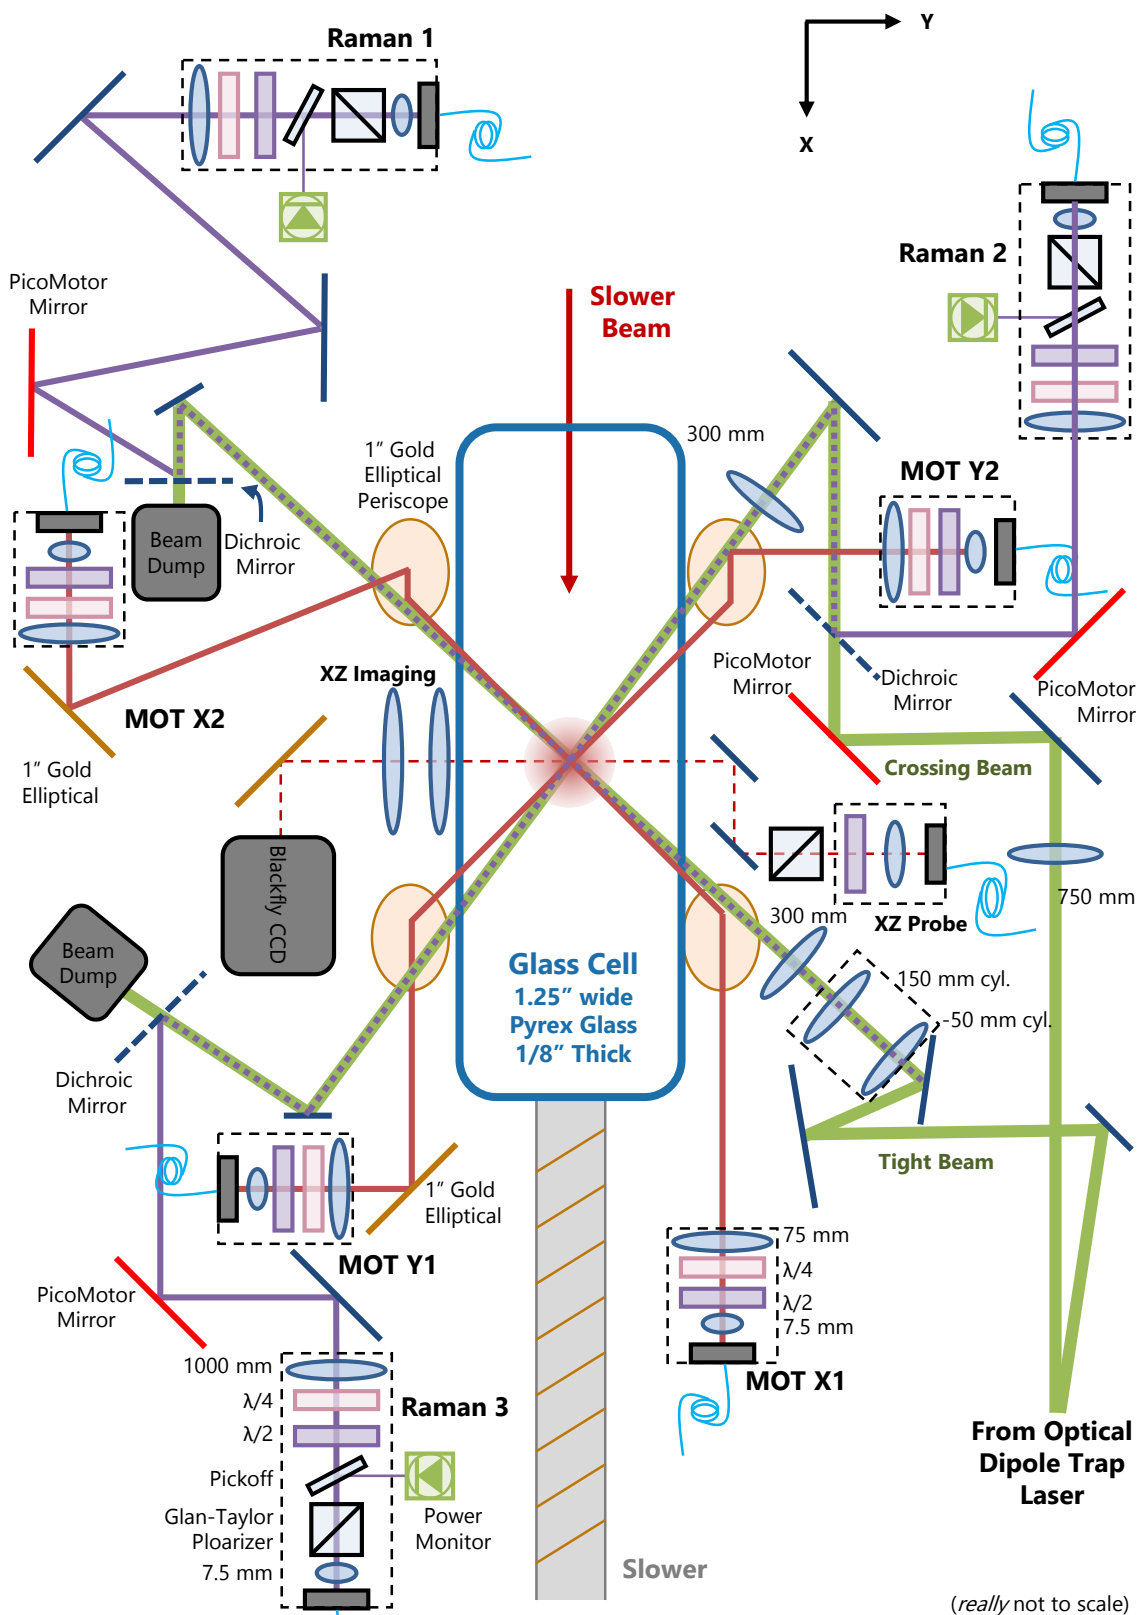 Raman 1
Y
X
PicoMotor
Mirror
Slower
Beam
Raman 2
300 mm
1” Gold
Elliptical
Periscope
MOT Y2
Beam
Dump
Dichroic
Mirror
XZ Imaging
PicoMotor
Mirror
Dichroic
Mirror
PicoMotor
Mirror
MOT X2
1” Gold
Elliptical
Crossing Beam
Blackfly CCD
750 mm
XZ Probe
300 mm
Beam
Dump
Glass Cell
1.25” wide
Pyrex Glass
1/8” Thick
150 mm cyl.
-50 mm cyl.
Dichroic
Mirror
Tight Beam
1” Gold
Elliptical
MOT Y1
75 mm
λ/4
λ/2
7.5 mm
MOT X1
PicoMotor
Mirror
1000 mm
λ/4
λ/2
Raman 3
Pickoff
Glan-Taylor
Ploarizer
Power
Monitor
7.5 mm
From Optical
Dipole Trap
Laser
Slower
(really not to scale)